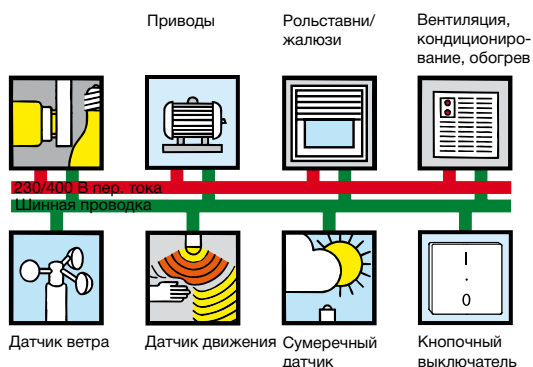 Приводы
Рольставни/
жалюзи
Вентиляция,
кондициониро-
вание, обогрев
230/400 В пер. тока
Шинная проводка
I
0
Датчик ветра
Датчик движения
Сумеречный
датчик
Кнопочный
выключатель